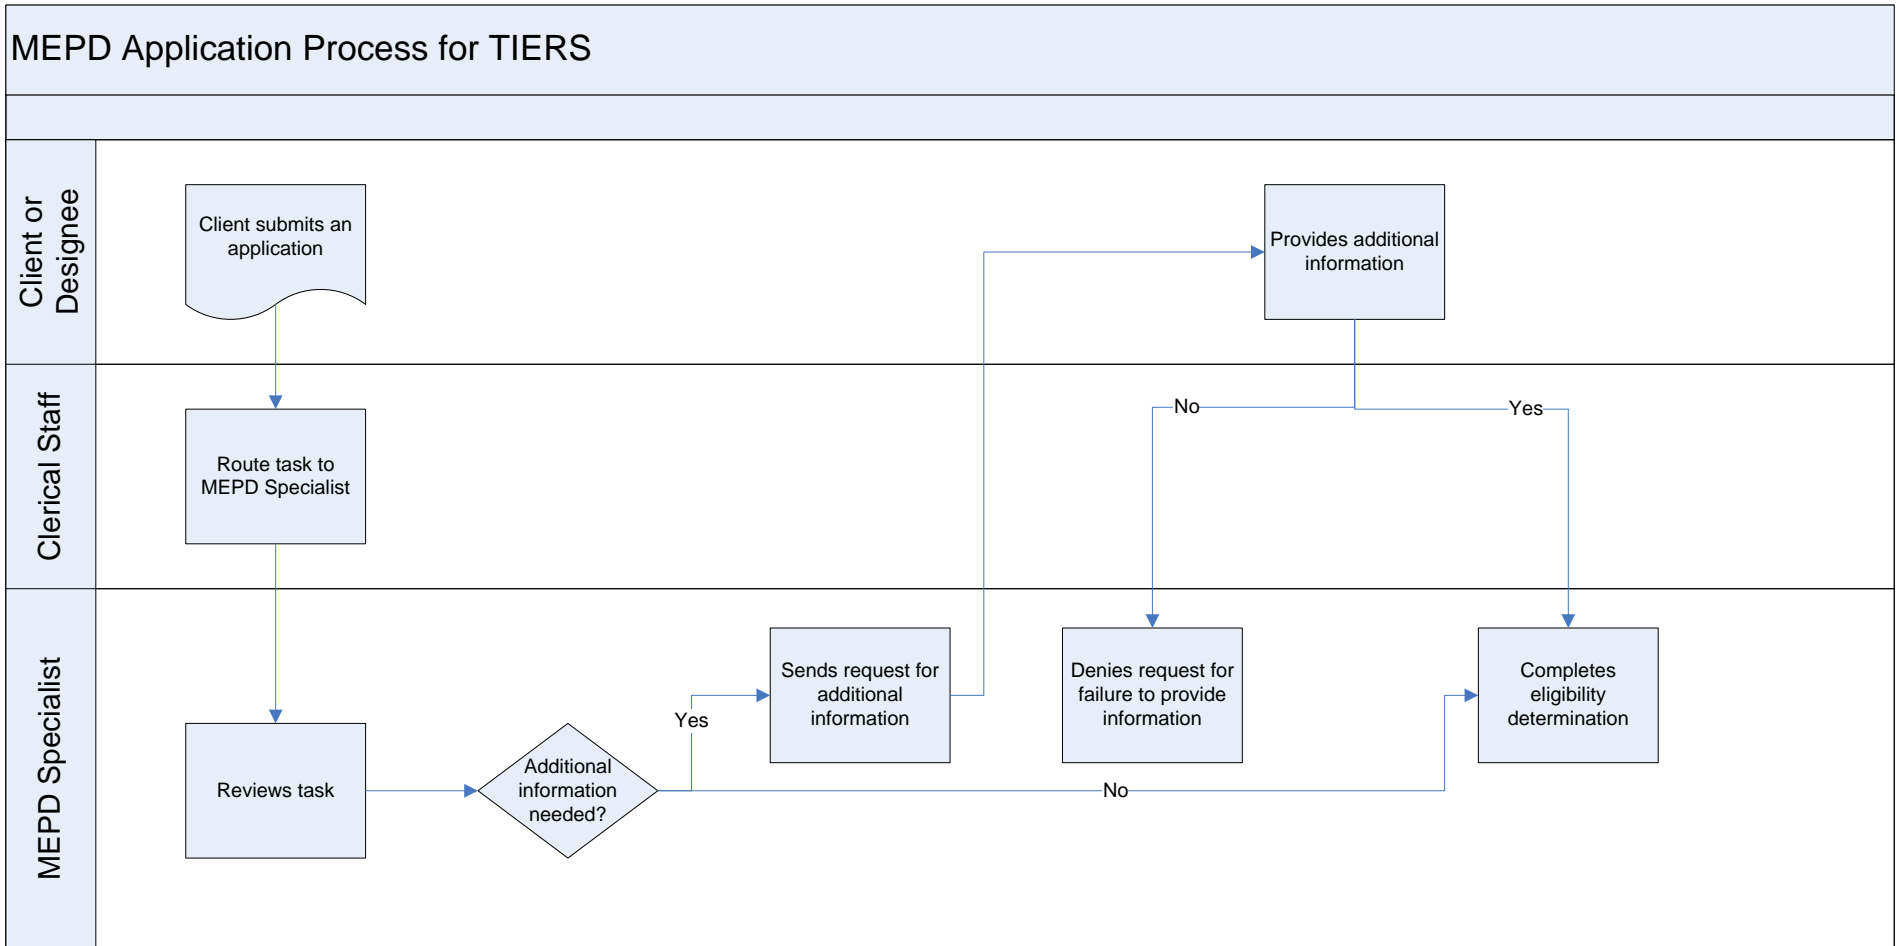 MEPD Application Process for TIERS
Client or
Designee
Client submits an
application
Provides additional
information
Clerical Staff
Route task to
MEPD Specialist
No
Yes
MEPD Specialist
Reviews task
Additional
information
needed?
Yes
Sends request for
additional
information
Denies request for
failure to provide
information
Completes
eligibility
determination
No